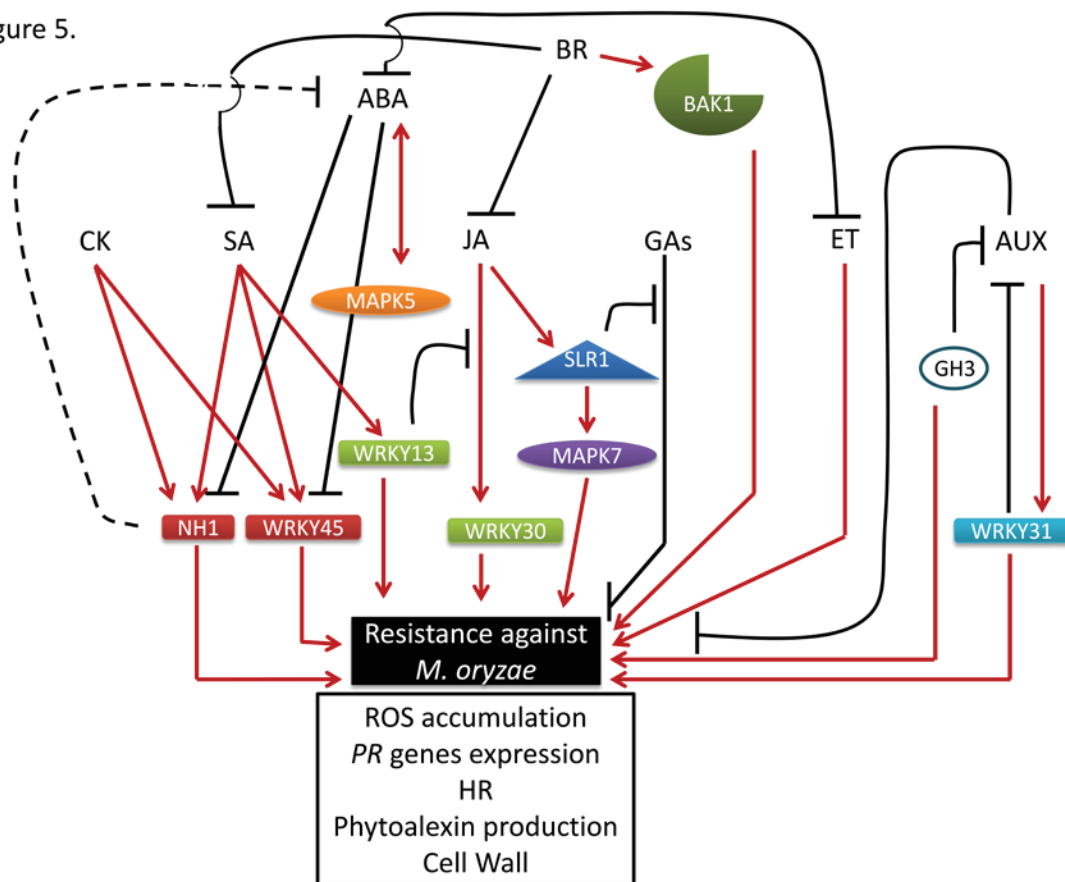 gure 5.
BR
ABA
BAK1
CK
SA
JA
GAs
ET
AUX
MAPK5
SLR1
GH3
WRKY13
MAPK7
NH1
WRKY45
WRKY30
WRKY31
Resistance against
M. oryzae
ROS accumulation
PR genes expression
HR
Phytoalexin production
Cell Wall